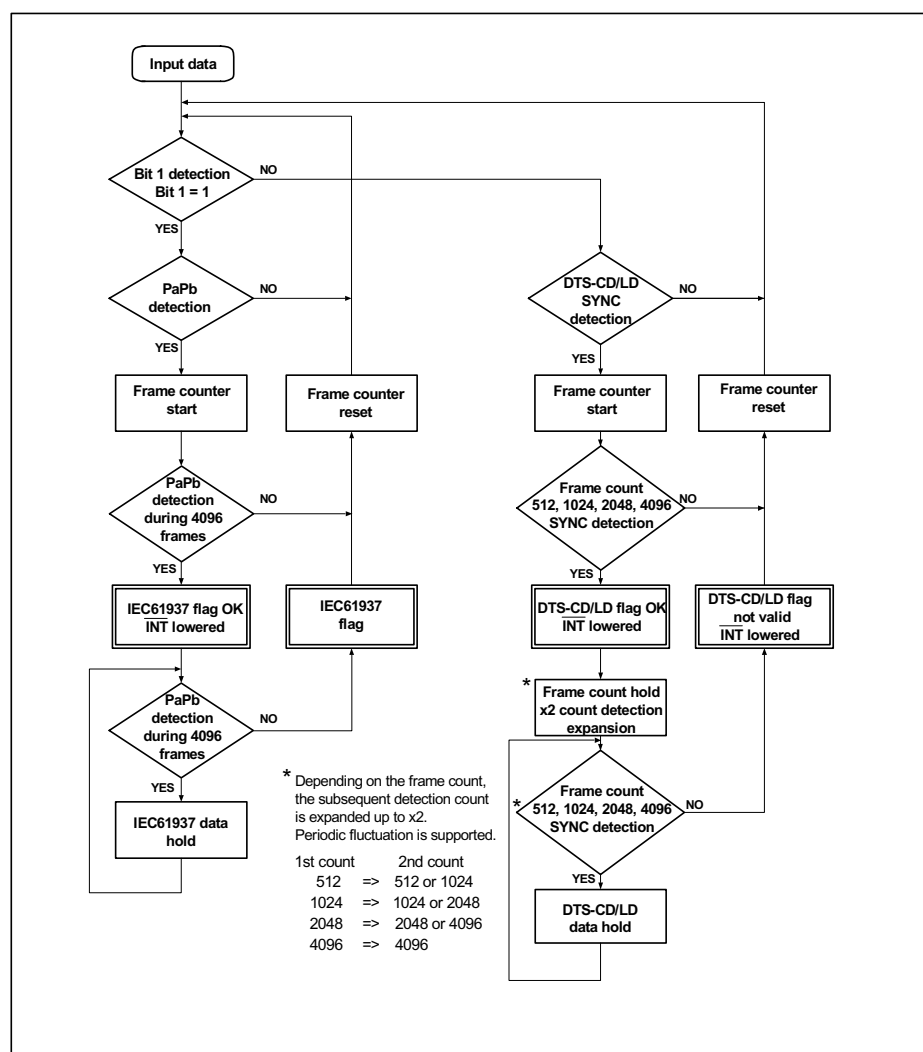 Input data
Bit 1 detection
Bit 1 = 1
NO
YES
PaPb
detection
NO
YES
Frame counter
start
Frame counter
reset
PaPb
detection
during 4096
frames
NO
YES
IEC61937 flag OK
INT lowered
IEC61937
flag
PaPb
detection
during 4096
frames
NO
YES
IEC61937 data
hold
DTS-CD/LD
SYNC
detection
NO
YES
Frame counter
start
Frame counter
reset
Frame count
512, 1024, 2048, 4096
SYNC detection
NO
YES
DTS-CD/LD flag OK
INT lowered
DTS-CD/LD flag
not valid
INT lowered
*
Frame count hold
x2 count detection
expansion
*
Frame count
512, 1024, 2048, 4096
SYNC detection
NO
YES
DTS-CD/LD
data hold
* Depending on the frame count,
the subsequent detection count
is expanded up to x2.
Periodic fluctuation is supported.
1st count 2nd count
512 => 512 or 1024
1024 => 1024 or 2048
2048 => 2048 or 4096
4096 => 4096